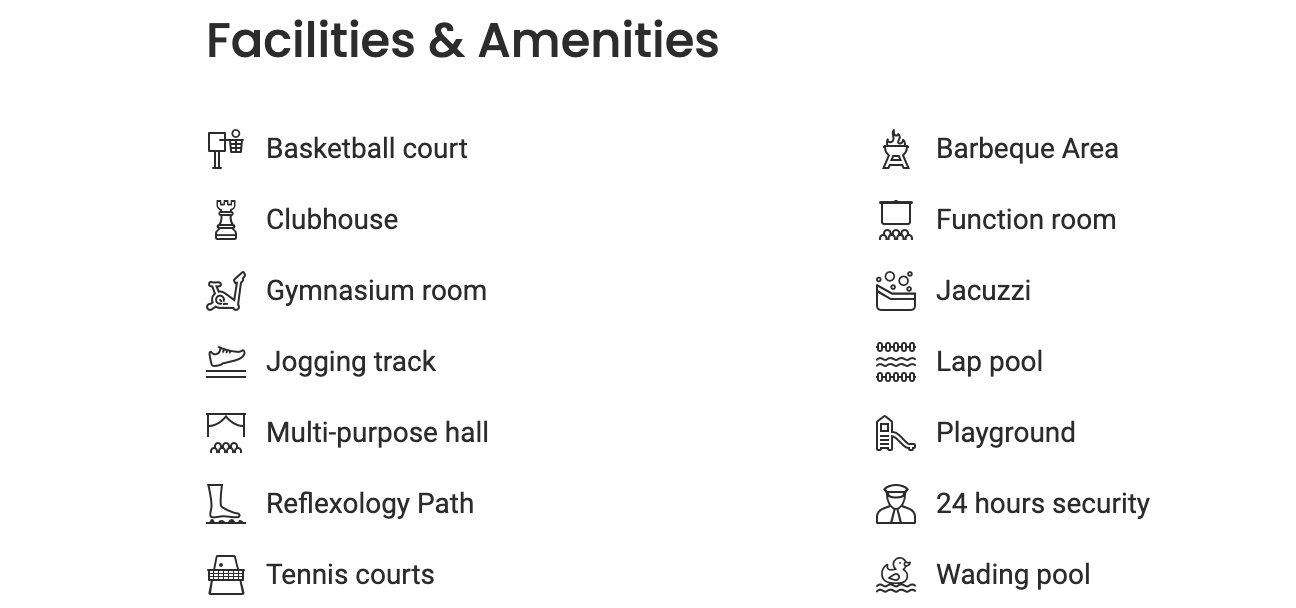 Facilities & Amenities
Basketball court
Barbeque Area
Clubhouse
Function room
Gymnasium room
Jacuzzi
Jogging track
Lap pool
Multi-purpose hall
Playground
Reflexology Path
24 hours security
Tennis courts
Wading pool